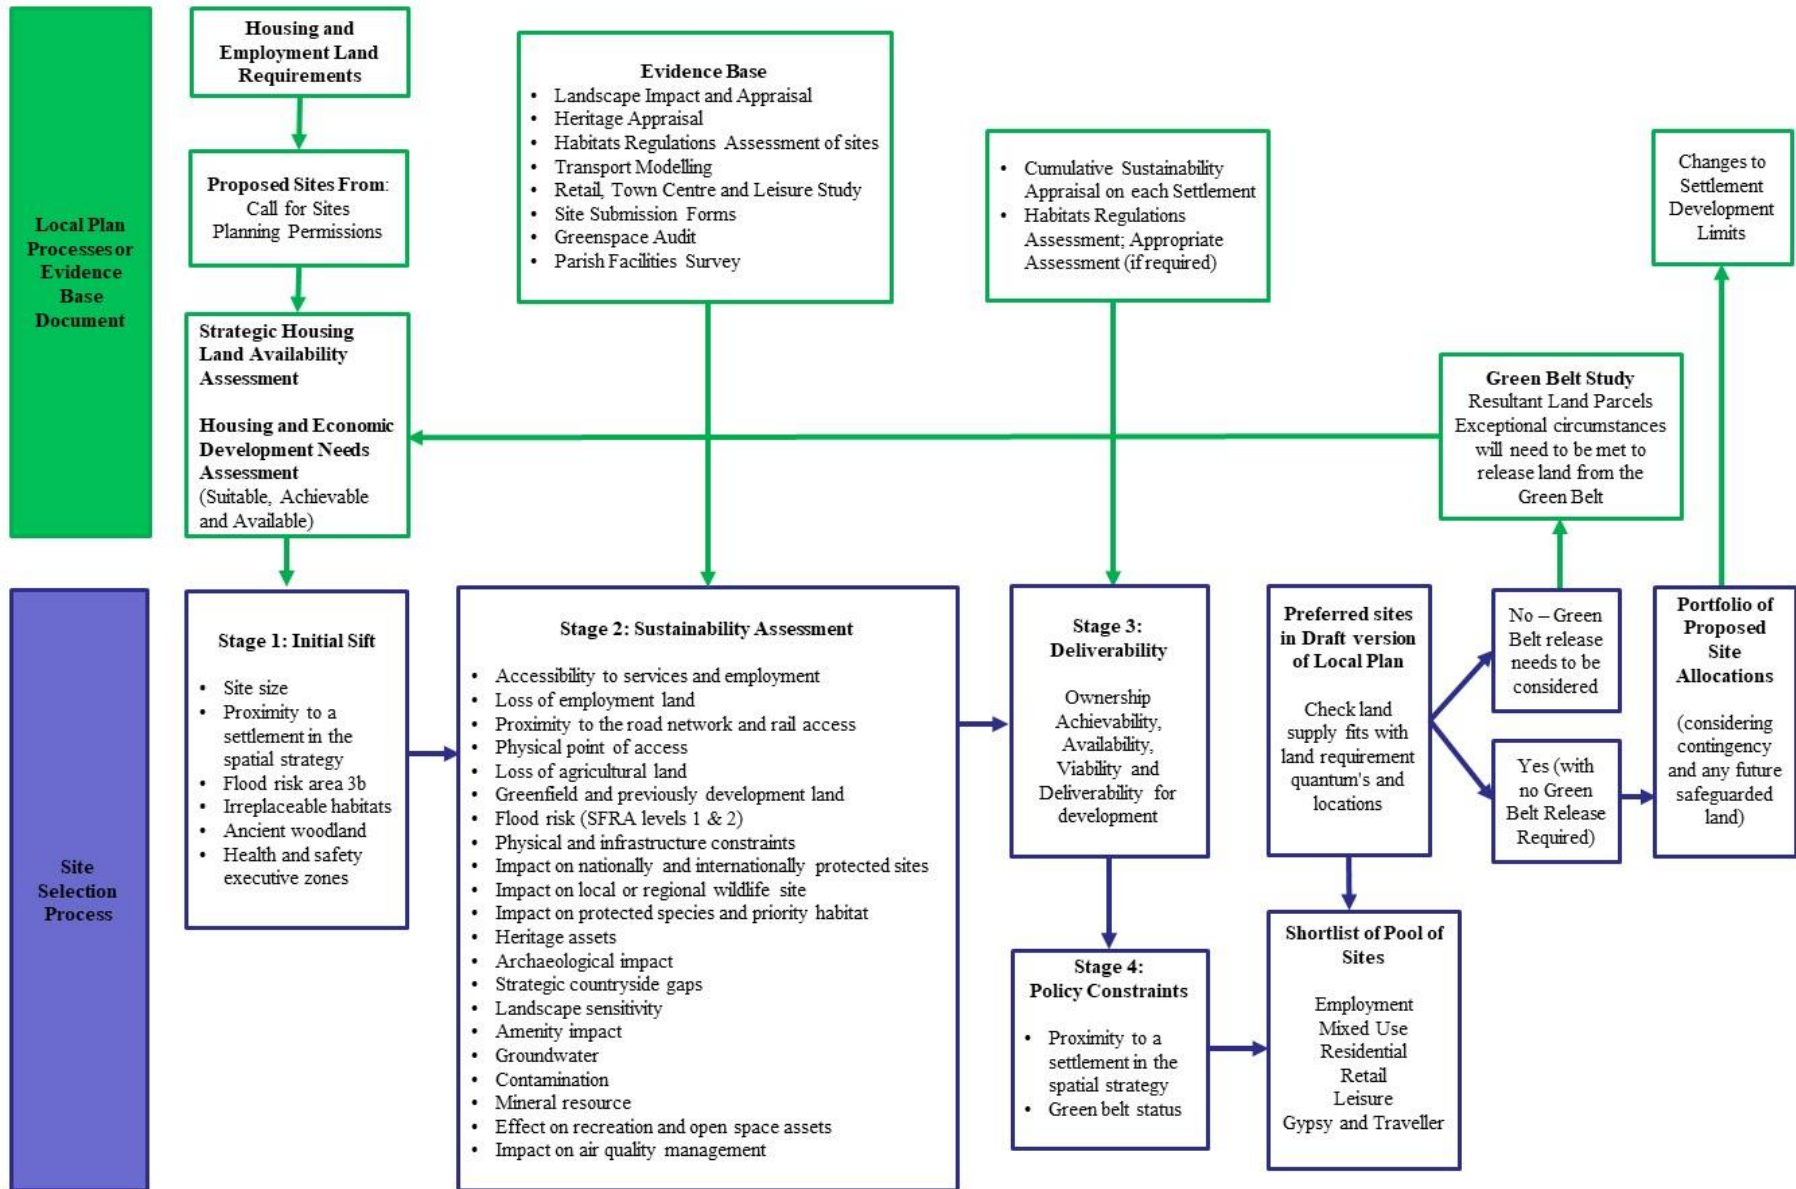 Local Plan
Processes or
Evidence
Base
Document
Housing and
Employment Land
Requirements
Proposed Sites From:
Call for Sites
Planning Permissions
Strategic Housing
Land Availability
Assessment
Housing and Economic
Development Needs
Assessment
(Suitable, Achievable
and Available)
Evidence Base
• Landscape Impact and Appraisal
• Heritage Appraisal
• Habitats Regulations Assessment of sites
• Transport Modelling
• Retail, Town Centre and Leisure Study
• Site Submission Forms
• Greenspace Audit
• Parish Facilities Survey
• Cumulative Sustainability
Appraisal on each Settlement
• Habitats Regulations
Assessment; Appropriate
Assessment (if required)
Green Belt Study
Resultant Land Parcels
Exceptional circumstances
will need to be met to
release land from the
Green Belt
Changes to
Settlement
Development
Limits
Site
Selection
Process
Stage 1: Initial Sift
• Site size
• Proximity to a
settlement in the
spatial strategy
• Flood risk area 3b
• Irreplaceable habitats
• Ancient woodland
• Health and safety
executive zones
Stage 2: Sustainability Assessment
• Accessibility to services and employment
• Loss of employment land
• Proximity to the road network and rail access
• Physical point of access
• Loss of agricultural land
• Greenfield and previously development land
• Flood risk (SFRA levels 1 & 2)
• Physical and infrastructure constraints
• Impact on nationally and internationally protected sites
• Impact on local or regional wildlife site
• Impact on protected species and priority habitat
• Heritage assets
• Archaeological impact
• Strategic countryside gaps
• Landscape sensitivity
• Amenity impact
• Groundwater
• Contamination
• Mineral resource
• Effect on recreation and open space assets
• Impact on air quality management
Stage 3:
Deliverability
Ownership
Achievability,
Availability,
Viability and
Deliverability for
development
Stage 4:
Policy Constraints
• Proximity to a
settlement in the
spatial strategy
• Green belt status
Preferred sites
in Draft version
of Local Plan
Check land
supply fits with
land requirement
quantum's and
locations
Shortlist of Pool of
Sites
Employment
Mixed Use
Residential
Retail
Leisure
Gypsy and Traveller
No – Green
Belt release
needs to be
considered
Yes (with
no Green
Belt Release
Required)
Portfolio of
Proposed
Site
Allocations
(considering
contingency
and any future
safeguarded
land)